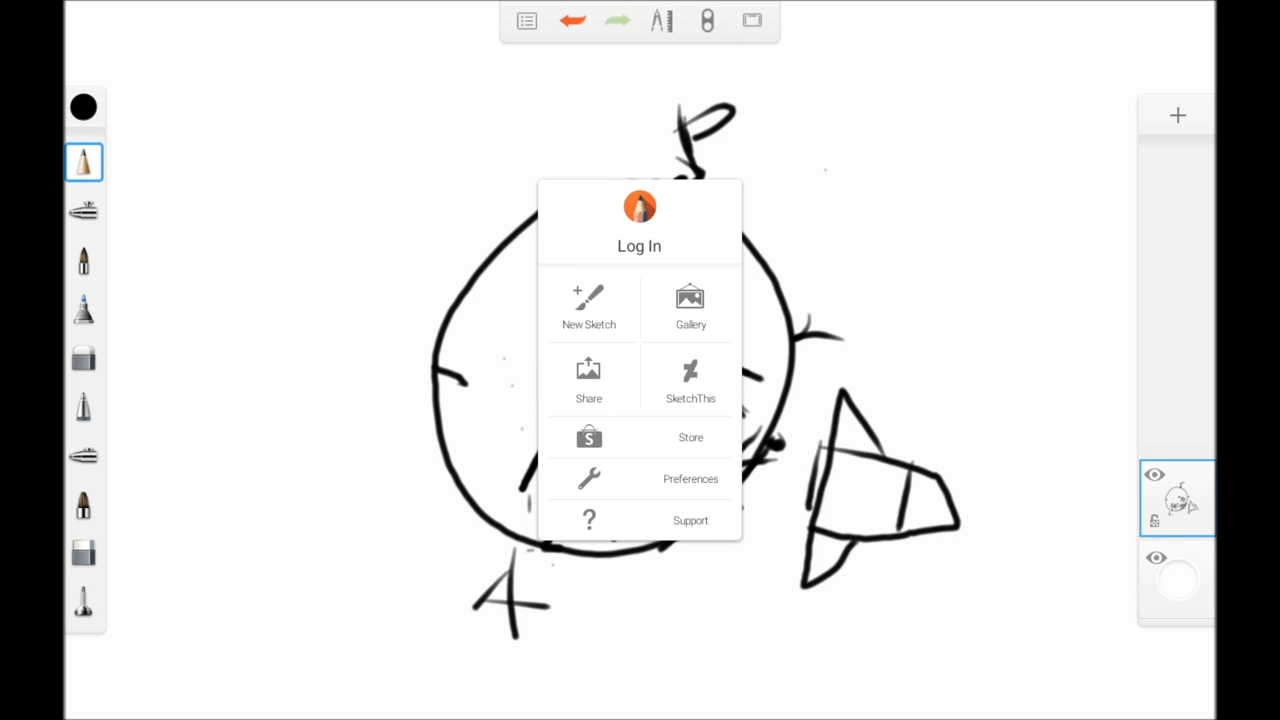 Log In
New Sketch Gallery
Share SketchThis
S Store
Preferences
? Support